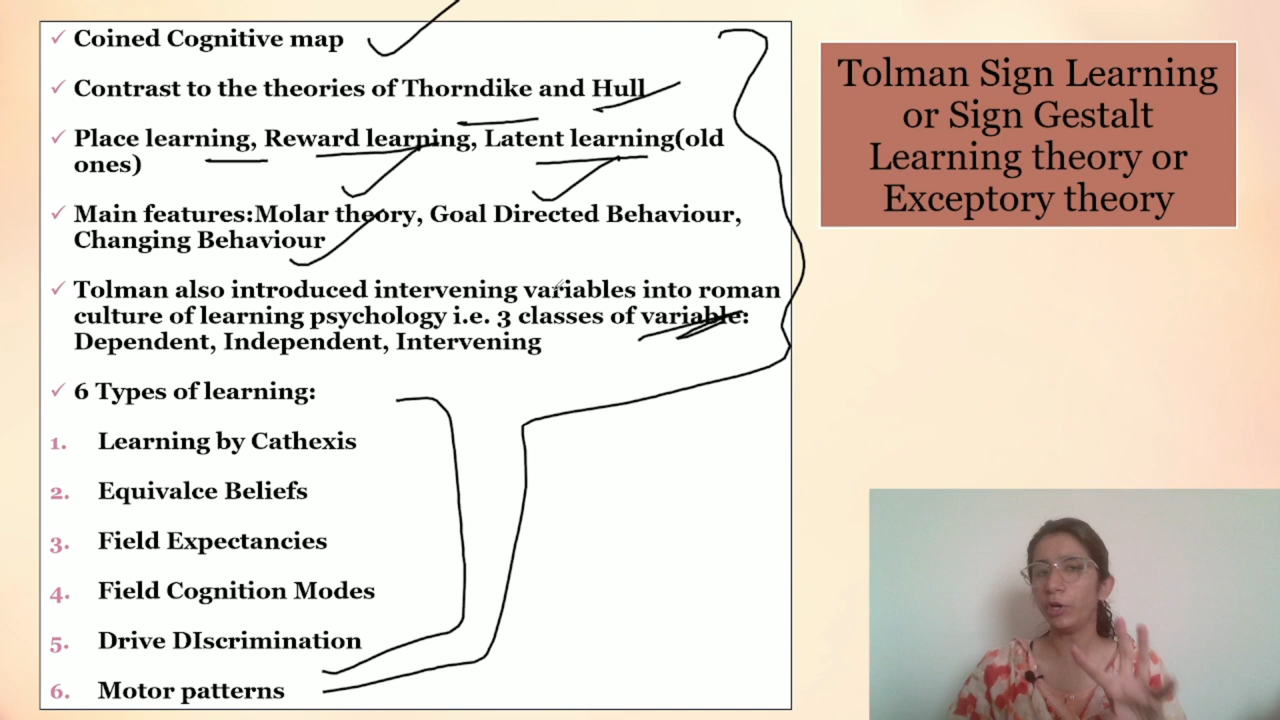 Coined Cognitive map
Contrast to the theories of Thorndike and Hull
Place learning, Reward learning, Latent learning(old
ones)
Main features:Molar theory, Goal Directed Behaviour,
Changing Behaviour
Tolman also introduced intervening variables into roman
culture of learning psychology i.e. 3 classes of variable:
Dependent, Independent, Intervening
6 Types of learning:
1. Learning by Cathexis
2. Equivalce Beliefs
3. Field Expectancies
4. Field Cognition Modes
5. Drive DIscrimination
6. Motor patterns
Tolman Sign Learning
or Sign Gestalt
Learning theory or
Exceptory theory